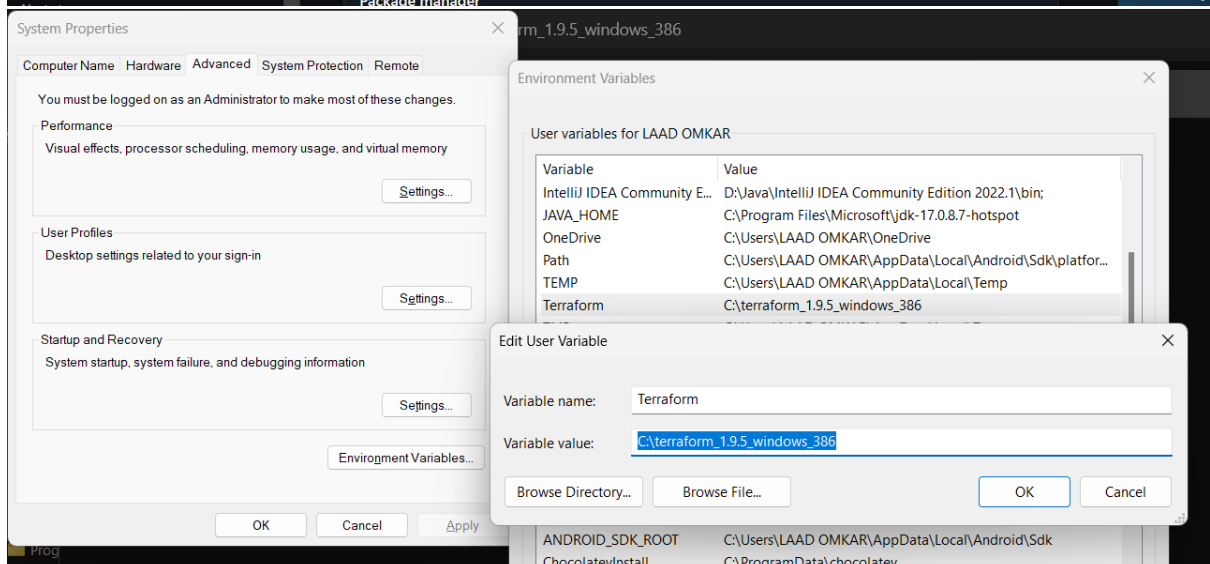 Package manager
System Properties
rm_1.9.5_windows_386
Computer Name Hardware Advanced System Protection Remote
You must be logged on as an Administrator to make most of these changes.
Performance
Visual effects, processor scheduling, memory usage, and virtual memory
Settings...
User Profiles
Desktop settings related to your sign-in
Settings...
Startup and Recovery
System startup, system failure, and debugging information
Settings...
Environment Variables...
OK Cancel Apply
Prog
Environment Variables
User variables for LAAD OMKAR
Variable Value
IntelliJ IDEA Community E... D:\Java\IntelliJ IDEA Community Edition 2022.1\bin;
JAVA_HOME C:\Program Files\Microsoft\jdk-17.0.8.7-hotspot
OneDrive C:\Users\LAAD OMKAR\OneDrive
Path C:\Users\LAAD OMKAR\AppData\Local\Android\Sdk\platfor...
TEMP C:\Users\LAAD OMKAR\AppData\Local\Temp
Terraform C:\terraform_1.9.5_windows_386
Edit User Variable
Variable name: Terraform
Variable value: C:\terraform_1.9.5_windows_386
Browse Directory... Browse File... OK Cancel
ANDROID_SDK_ROOT C:\Users\LAAD OMKAR\AppData\Local\Android\Sdk
ChocolateyInstall C:\ProgramData\chocolatey